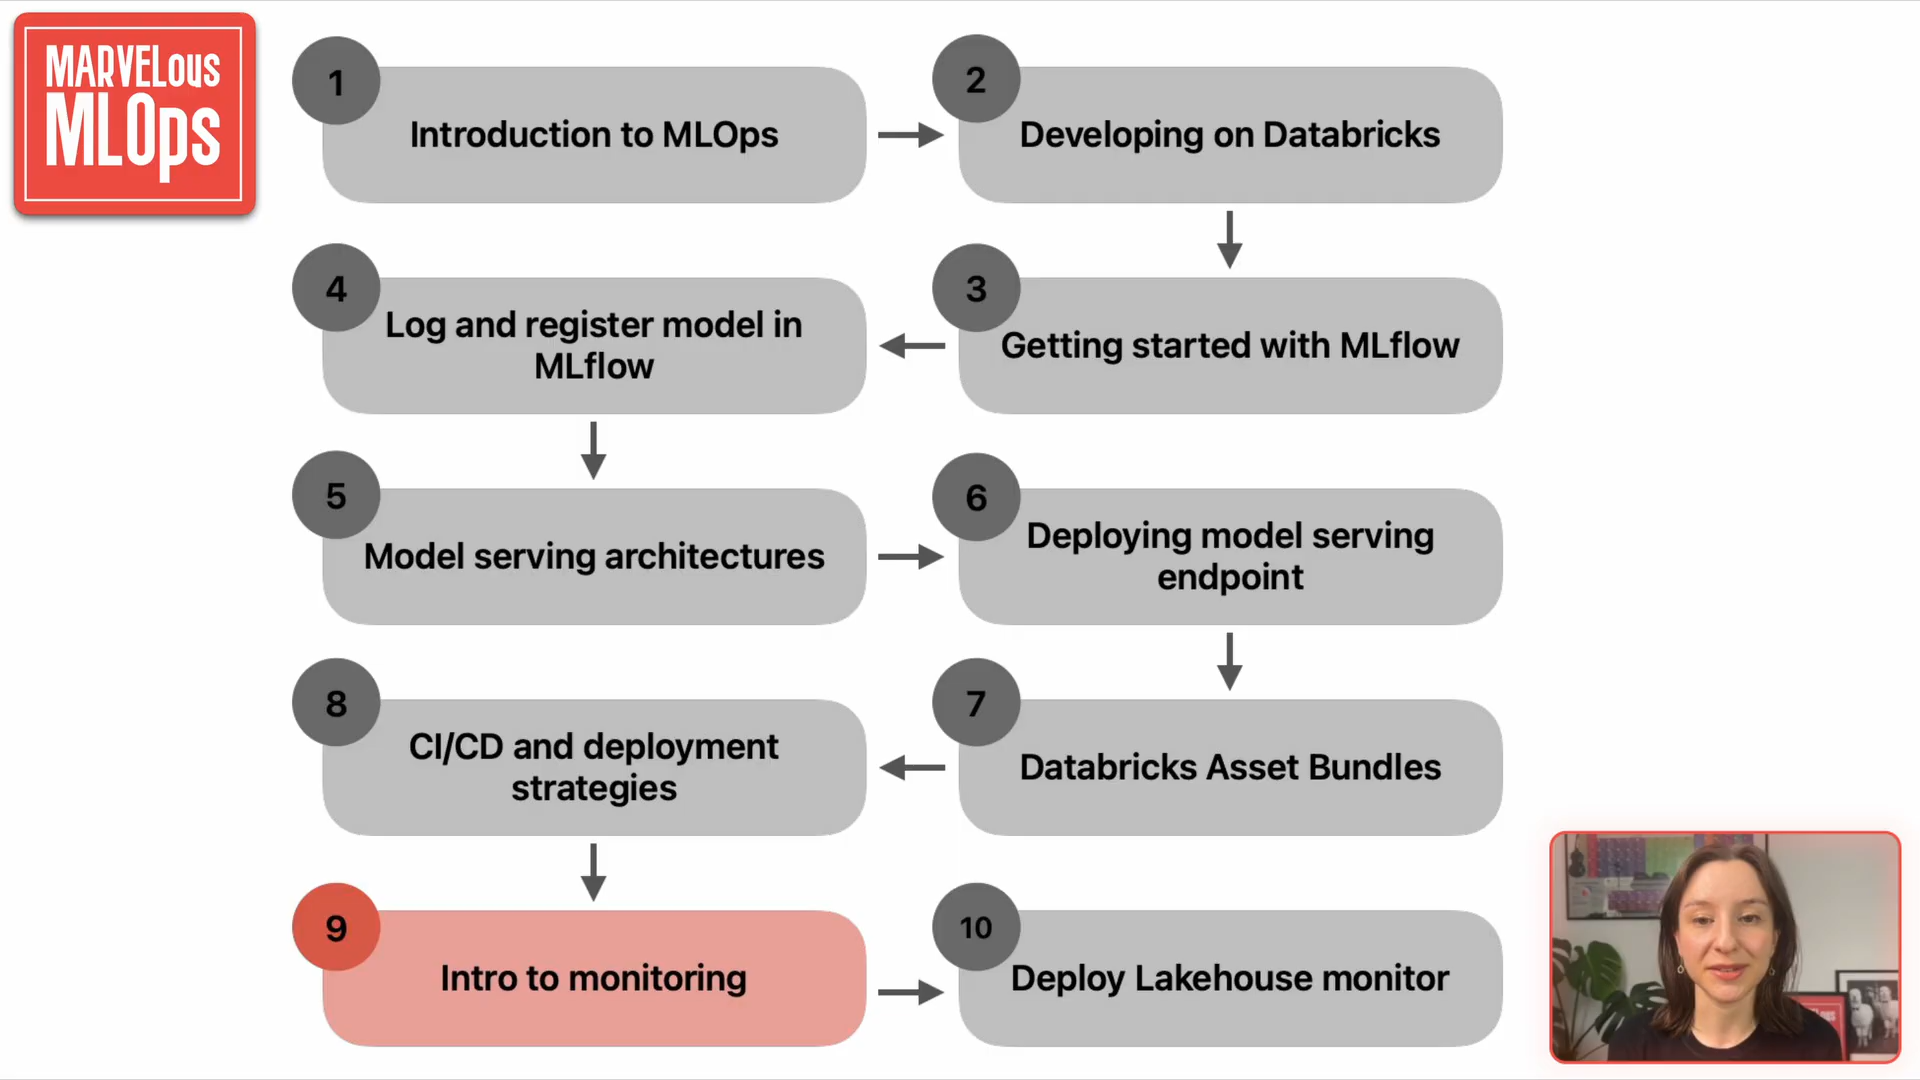 MARVELous
MLOps
1
Introduction to MLOps
2
Developing on Databricks
3
Getting started with MLflow
4
Log and register model in
MLflow
5
Model serving architectures
6
Deploying model serving
endpoint
7
Databricks Asset Bundles
8
CI/CD and deployment
strategies
9
Intro to monitoring
10
Deploy Lakehouse monitor